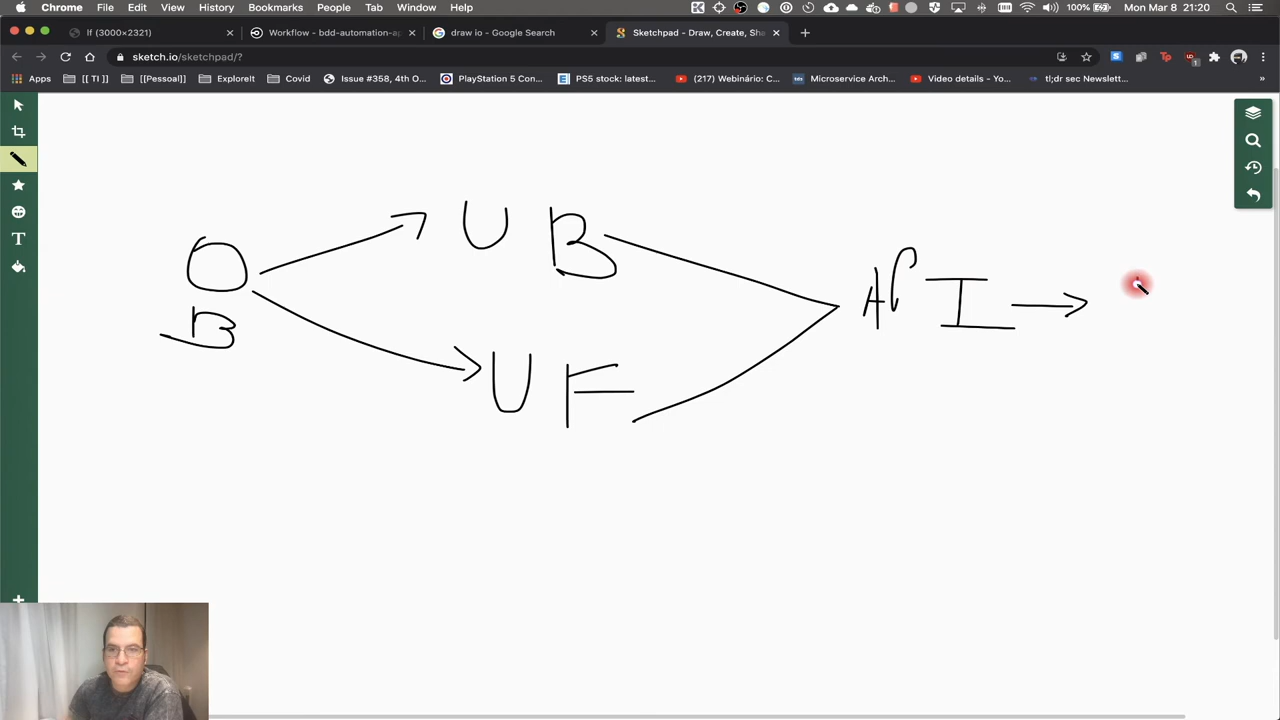 Chrome File Edit View History Bookmarks People Tab Window Help 100% Mon Mar 8 21:20
lf (3000×2321) Workflow - bdd-automation-ap draw io - Google Search Sketchpad - Draw, Create, Sha
sketch.io/sketchpad/?
Apps [[ TI ]] [[Pessoal]] ExploreIt Covid Issue #358, 4th O... PlayStation 5 Con... PS5 stock: latest... (217) Webinário: C... Microservice Arch... Video details - Yo... tl;dr sec Newslett... »
U B
O
B
API
U F